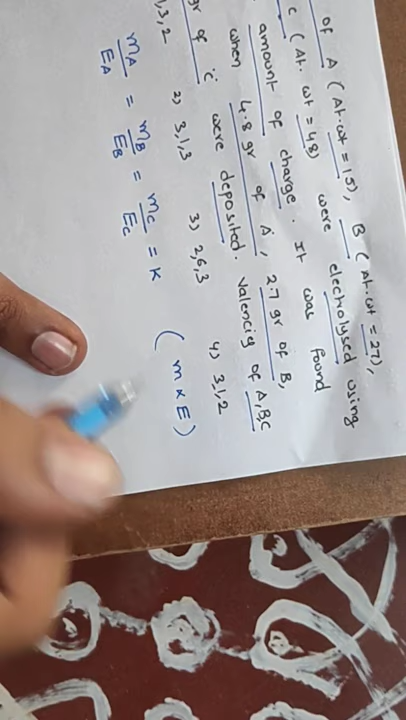 of A (At. wt = 15), B (At. wt = 27),
C (At. wt = 48) were electrolysed using
amount of charge. It was found
when 4.8 gr of A, 2.7 gr of B,
gr of C were deposited. Valencig of A,B,C
1,3,2 2) 3,1,3 3) 2,6,3 4) 3,1,2
mA/EA = mB/EB = mC/EC = K (m × E)